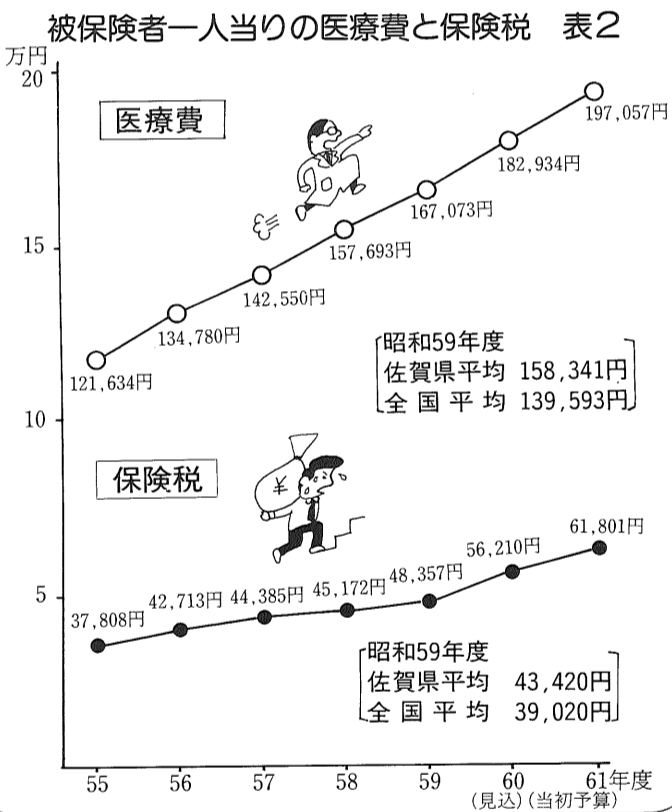 被保険者一人当りの医療費と保険税 表2
万円
20
医療費
197,057円
182,934円
167,073円
15
157,693円
142,550円
134,780円
121,634円
昭和59年度
佐賀県平均 158,341円
全国平均 139,593円
10
保険税
¥
61,801円
56,210円
48,357円
45,172円
44,385円
42,713円
37,808円
5
昭和59年度
佐賀県平均 43,420円
全国平均 39,020円
55 56 57 58 59 60 61年度
(見込)(当初予算)